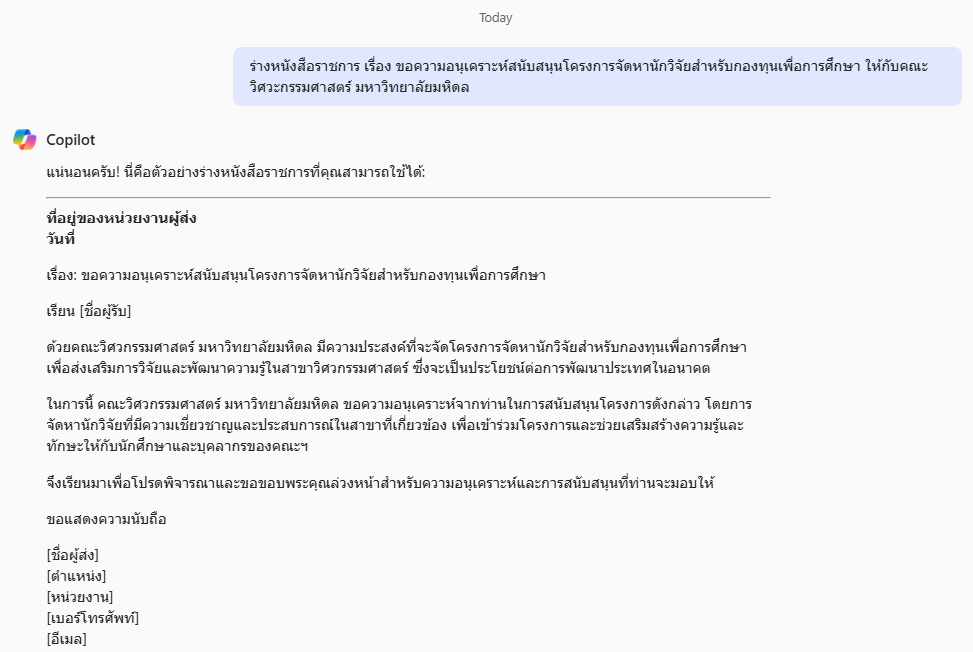 Today
ร่างหนังสือราชการ เรื่อง ขอความอนุเคราะห์สนับสนุนโครงการจัดหานักวิจัยสำหรับกองทุนเพื่อการศึกษา ให้กับคณะ
วิศวะกรรมศาสตร์ มหาวิทยาลัยมหิดล
Copilot
แน่นอนครับ! นี่คือตัวอย่างร่างหนังสือราชการที่คุณสามารถใช้ได้:
ที่อยู่ของหน่วยงานผู้ส่ง
วันที่
เรื่อง: ขอความอนุเคราะห์สนับสนุนโครงการจัดหานักวิจัยสำหรับกองทุนเพื่อการศึกษา
เรียน [ชื่อผู้รับ]
ด้วยคณะวิศวกรรมศาสตร์ มหาวิทยาลัยมหิดล มีความประสงค์ที่จะจัดโครงการจัดหานักวิจัยสำหรับกองทุนเพื่อการศึกษา
เพื่อส่งเสริมการวิจัยและพัฒนาความรู้ในสาขาวิศวกรรมศาสตร์ ซึ่งจะเป็นประโยชน์ต่อการพัฒนาประเทศในอนาคต
ในการนี้ คณะวิศวกรรมศาสตร์ มหาวิทยาลัยมหิดล ขอความอนุเคราะห์จากท่านในการสนับสนุนโครงการดังกล่าว โดยการ
จัดหานักวิจัยที่มีความเชี่ยวชาญและประสบการณ์ในสาขาที่เกี่ยวข้อง เพื่อเข้าร่วมโครงการและช่วยเสริมสร้างความรู้และ
ทักษะให้กับนักศึกษาและบุคลากรของคณะฯ
จึงเรียนมาเพื่อโปรดพิจารณาและขอขอบพระคุณล่วงหน้าสำหรับความอนุเคราะห์และการสนับสนุนที่ท่านจะมอบให้
ขอแสดงความนับถือ
[ชื่อผู้ส่ง]
[ตำแหน่ง]
[หน่วยงาน]
[เบอร์โทรศัพท์]
[อีเมล]